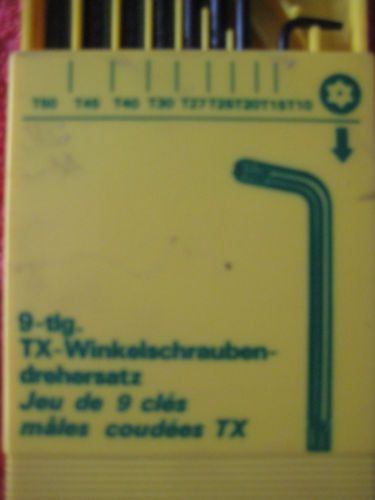 T50 T45 T40 T30 T27 T25 T20 T15 T10
9-tlg.
TX-Winkelschrauben-
drehersatz
Jeu de 9 clés
mâles coudées TX